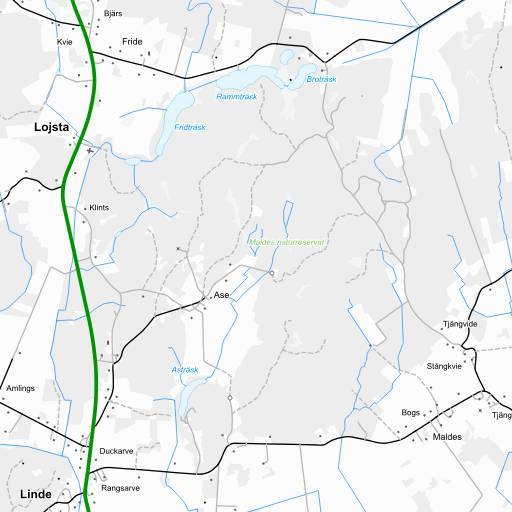 Bjärs
Kvie
Fride
Broträsk
Rammträsk
Lojsta
Fridträsk
Klints
Maldes naturreservat
Ase
Tjängvide
Asträsk
Stångkvie
Amlings
Bogs
Tjäng
Maldes
Duckarve
Rangsarve
Linde